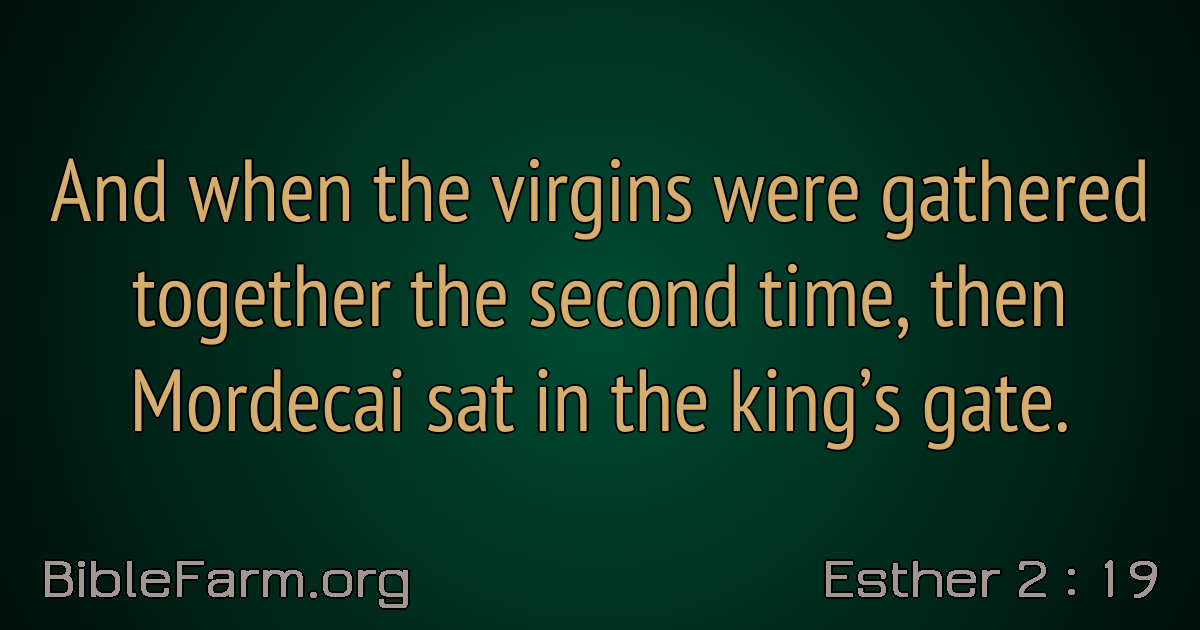 And when the virgins were gathered
together the second time, then
Mordecai sat in the king’s gate.
BibleFarm.org
Esther 2 : 19